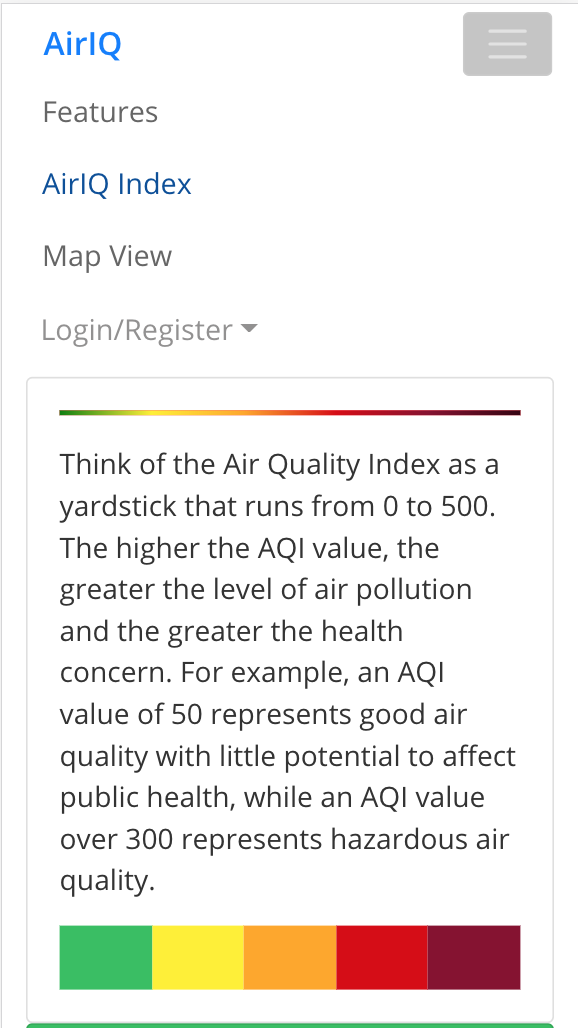 AirIQ
Features
AirIQ Index
Map View
Login/Register
Think of the Air Quality Index as a
yardstick that runs from 0 to 500.
The higher the AQI value, the
greater the level of air pollution
and the greater the health
concern. For example, an AQI
value of 50 represents good air
quality with little potential to affect
public health, while an AQI value
over 300 represents hazardous air
quality.